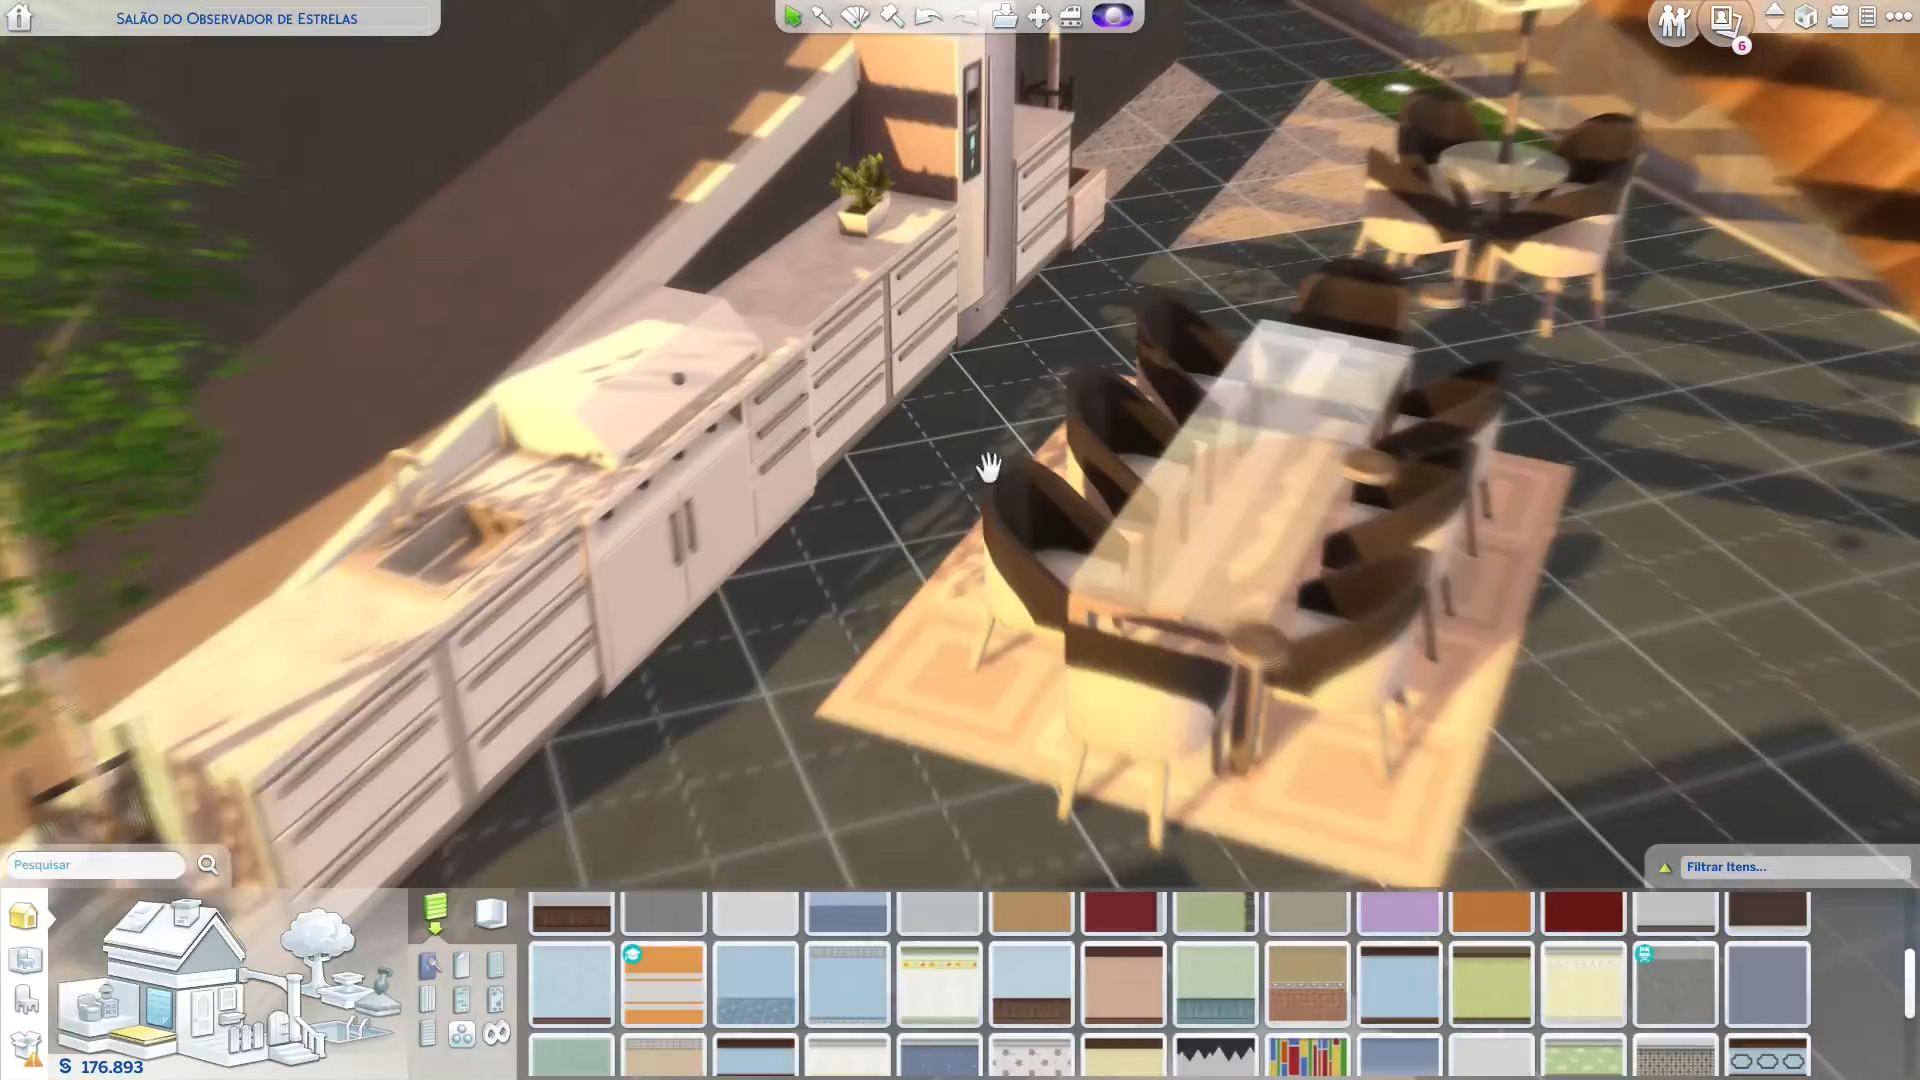 Salão do Observador de Estrelas
6
Pesquisar
Filtrar Itens...
§ 176.893